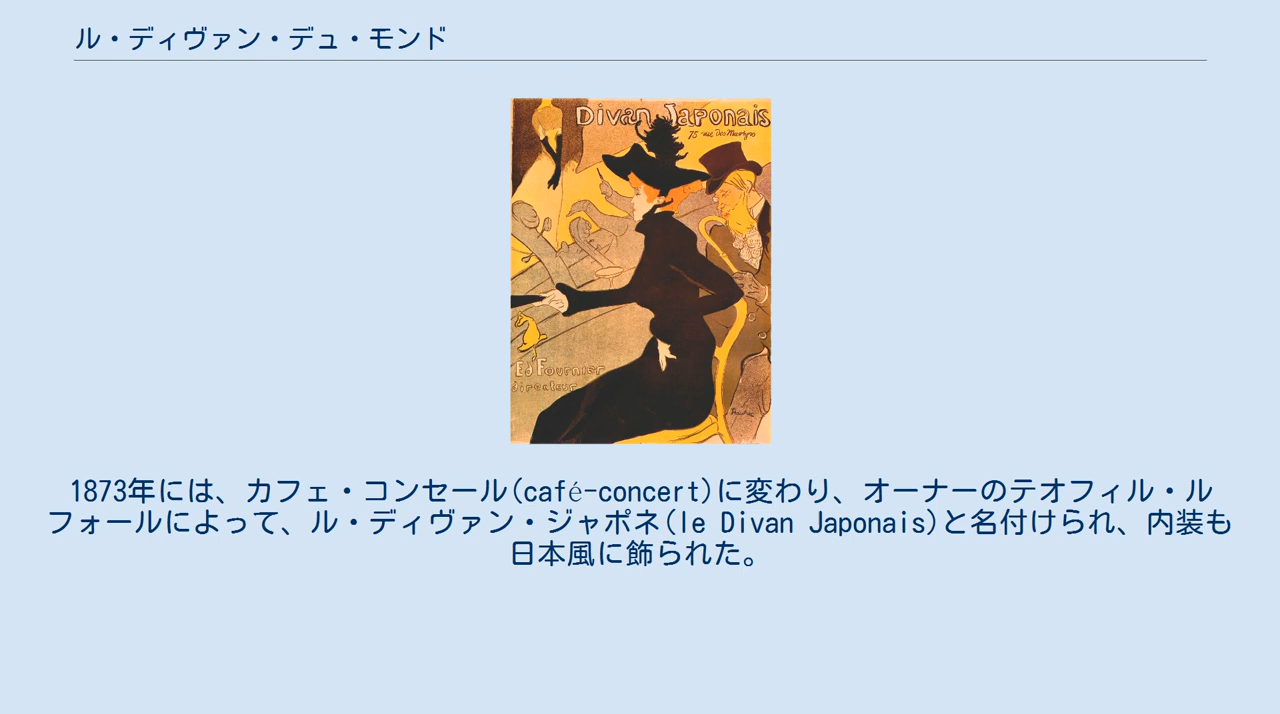 ル・ディヴァン・デュ・モンド
Divan Japonais
75 rue Des Martyrs
Ed Fournier
directeur
1873年には、カフェ・コンセール(café-concert)に変わり、オーナーのテオフィル・ル
フォールによって、ル・ディヴァン・ジャポネ(le Divan Japonais)と名付けられ、内装も
日本風に飾られた。